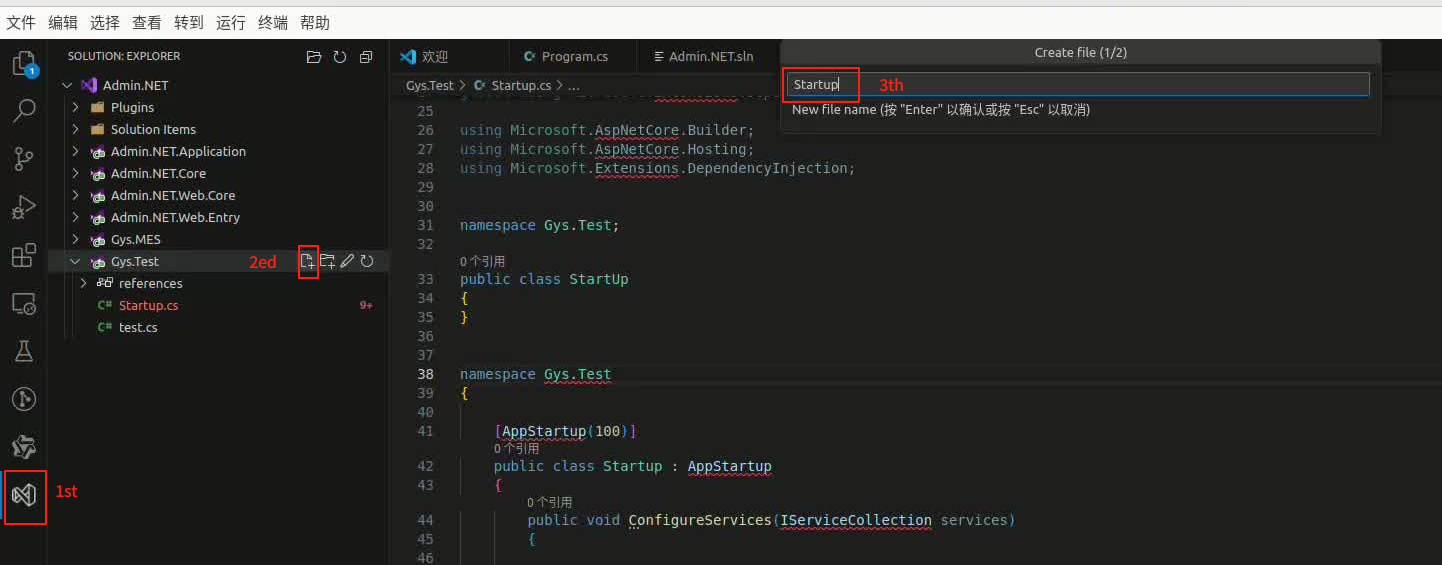 文件 编辑 选择 查看 转到 运行 终端 帮助
SOLUTION: EXPLORER
1
Admin.NET
Plugins
Solution Items
Admin.NET.Application
Admin.NET.Core
Admin.NET.Web.Core
Admin.NET.Web.Entry
Gys.MES
Gys.Test
2ed
references
C# Startup.cs 9+
C# test.cs
1st
欢迎
C# Program.cs
Admin.NET.sln
Create file (1/2)
Startup
3th
New file name (按 "Enter" 以确认或按 "Esc" 以取消)
Gys.Test > C# Startup.cs > ...
25
26 using Microsoft.AspNetCore.Builder;
27 using Microsoft.AspNetCore.Hosting;
28 using Microsoft.Extensions.DependencyInjection;
29
30
31 namespace Gys.Test;
32
0 个引用
33 public class StartUp
34 {
35 }
36
37
38 namespace Gys.Test
39 {
40
41 [AppStartup(100)]
0 个引用
42 public class Startup : AppStartup
43 {
0 个引用
44 public void ConfigureServices(IServiceCollection services)
45 {
46